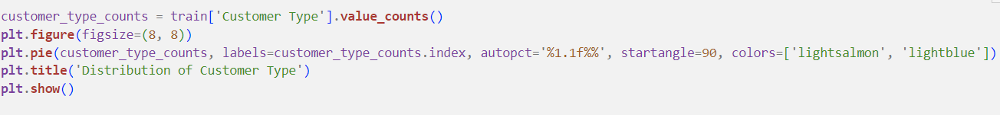 customer_type_counts = train['Customer Type'].value_counts()
plt.figure(figsize=(8, 8))
plt.pie(customer_type_counts, labels=customer_type_counts.index, autopct='%1.1f%%', startangle=90, colors=['lightsalmon', 'lightblue'])
plt.title('Distribution of Customer Type')
plt.show()